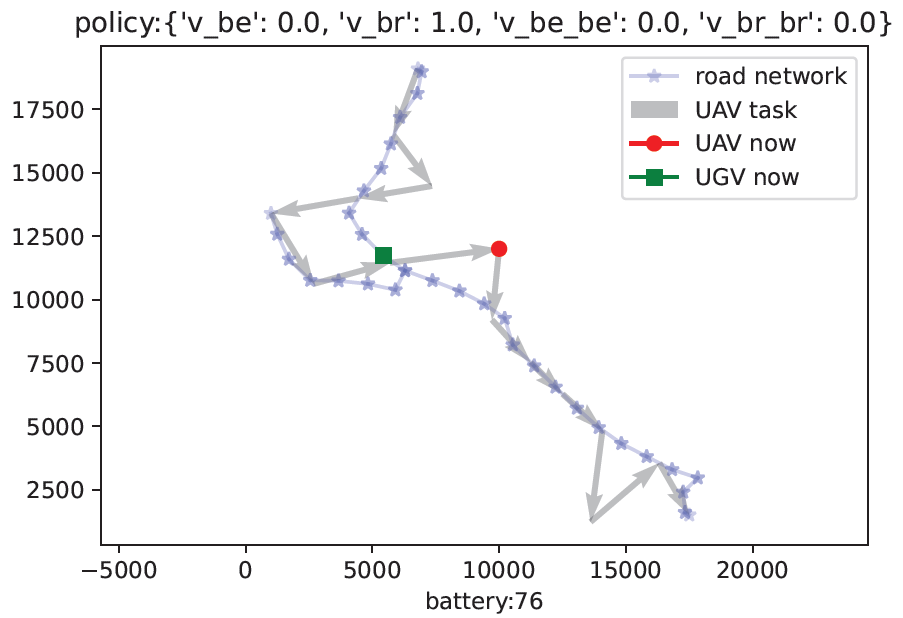 policy:{'v_be': 0.0, 'v_br': 1.0, 'v_be_be': 0.0, 'v_br_br': 0.0}
road network
UAV task
UAV now
UGV now
17500
15000
12500
10000
7500
5000
2500
−5000 0 5000 10000 15000 20000
battery:76